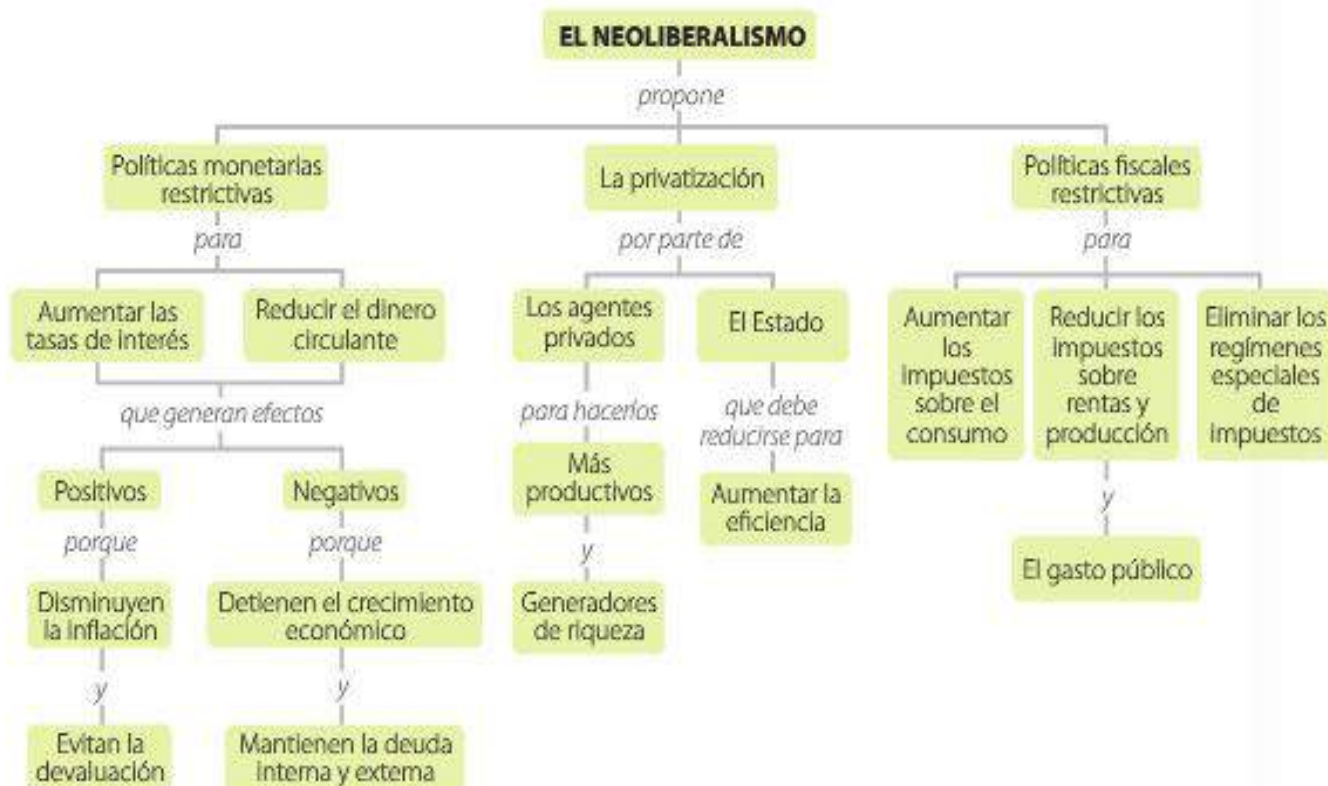 EL NEOLIBERALISMO
propone
Políticas monetarias
restrictivas
para
Aumentar las
tasas de interés
Reducir el dinero
circulante
que generan efectos
Positivos
porque
Disminuyen
la inflación
y
Evitan la
devaluación
Negativos
porque
Detienen el crecimiento
económico
y
Mantienen la deuda
interna y externa
La privatización
por parte de
Los agentes
privados
para hacerlos
Más
productivos
y
Generadores
de riqueza
El Estado
que debe
reducirse para
Aumentar la
eficiencia
Políticas fiscales
restrictivas
para
Aumentar
los
impuestos
sobre el
consumo
Reducir los
impuestos
sobre
rentas y
producción
y
El gasto público
Eliminar los
regímenes
especiales
de
impuestos